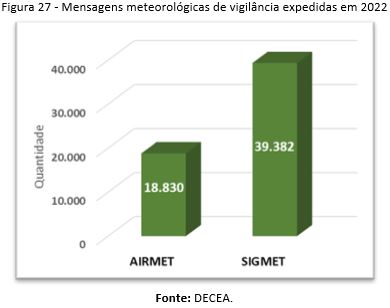 Figura 27 - Mensagens meteorológicas de vigilância expedidas em 2022
40.000
30.000
20.000
10.000
0
Quantidade
18.830
39.382
AIRMET
SIGMET
Fonte: DECEA.